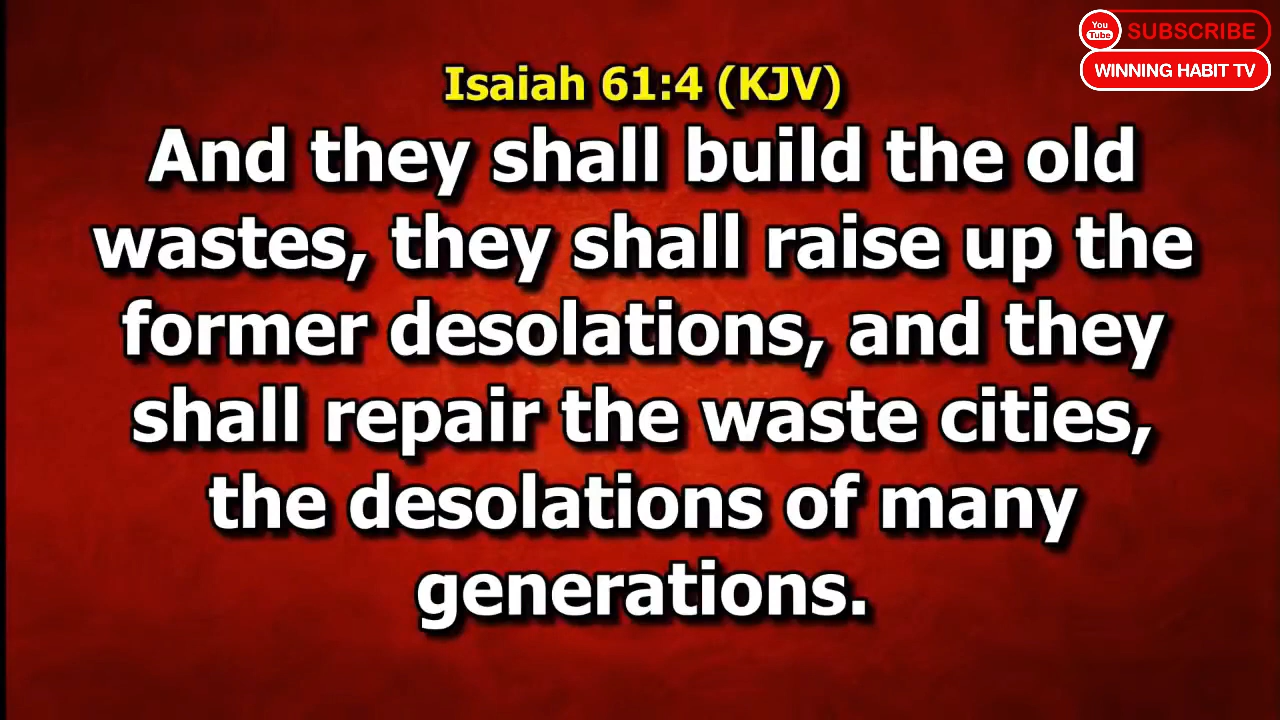 You
Tube
SUBSCRIBE
WINNING HABIT TV
Isaiah 61:4 (KJV)
And they shall build the old
wastes, they shall raise up the
former desolations, and they
shall repair the waste cities,
the desolations of many
generations.